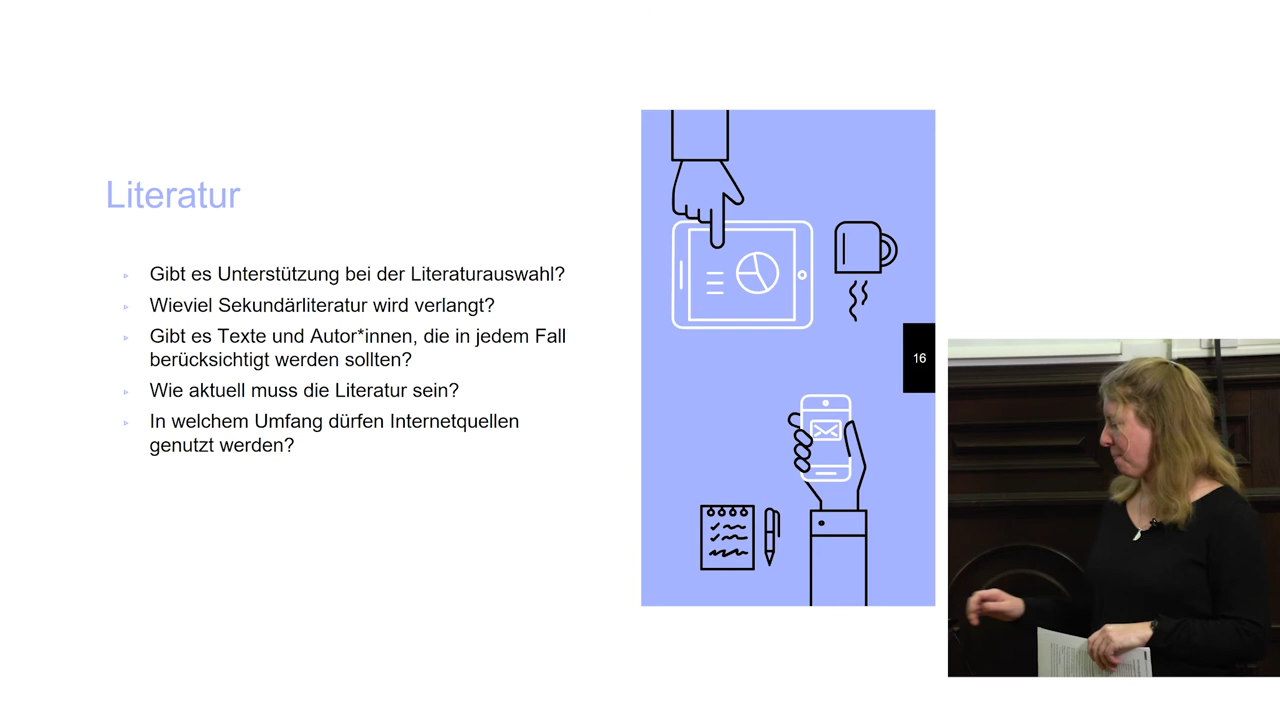 Literatur
Gibt es Unterstützung bei der Literaturauswahl?
Wieviel Sekundärliteratur wird verlangt?
Gibt es Texte und Autor*innen, die in jedem Fall
berücksichtigt werden sollten?
Wie aktuell muss die Literatur sein?
In welchem Umfang dürfen Internetquellen
genutzt werden?
16